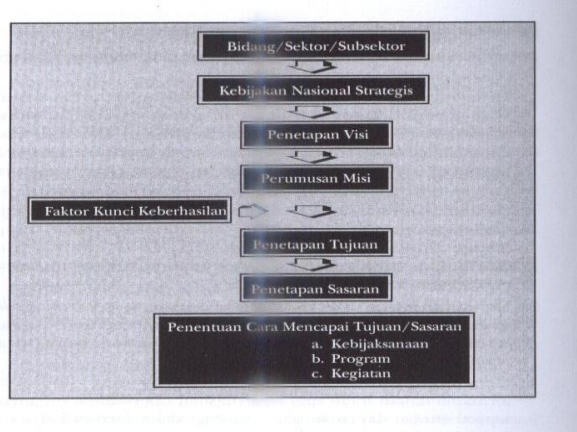 Bidang/Sektor/Subsektor
Kebijakan Nasional Strategis
Penetapan Visi
Perumusan Misi
Faktor Kunci Keberhasilan
Penetapan Tujuan
Penetapan Sasaran
Penentuan Cara Mencapai Tujuan/Sasaran
a. Kebijaksanaan
b. Program
c. Kegiatan